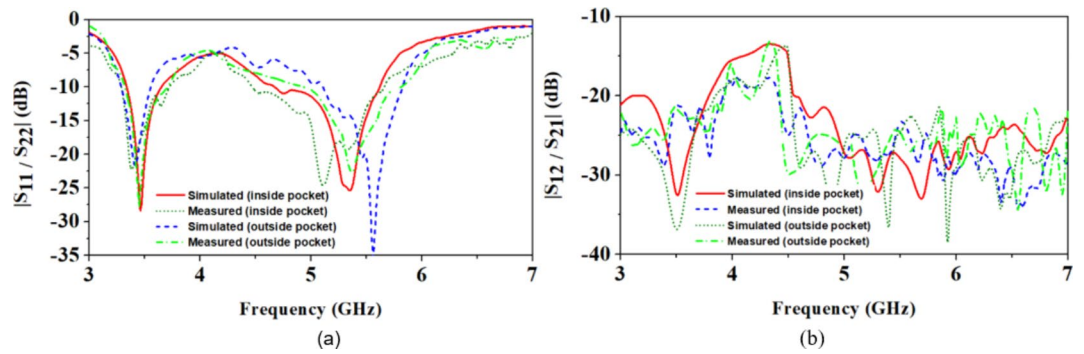 |S11 / S22| (dB)
0
-5
-10
-15
-20
-25
-30
-35
Simulated (inside pocket)
Measured (inside pocket)
Simulated (outside pocket)
Measured (outside pocket)
3 4 5 6 7
Frequency (GHz)
(a)
|S12 / S21| (dB)
-10
-20
-30
-40
Simulated (inside pocket)
Measured (inside pocket)
Simulated (outside pocket)
Measured (outside pocket)
3 4 5 6 7
Frequency (GHz)
(b)